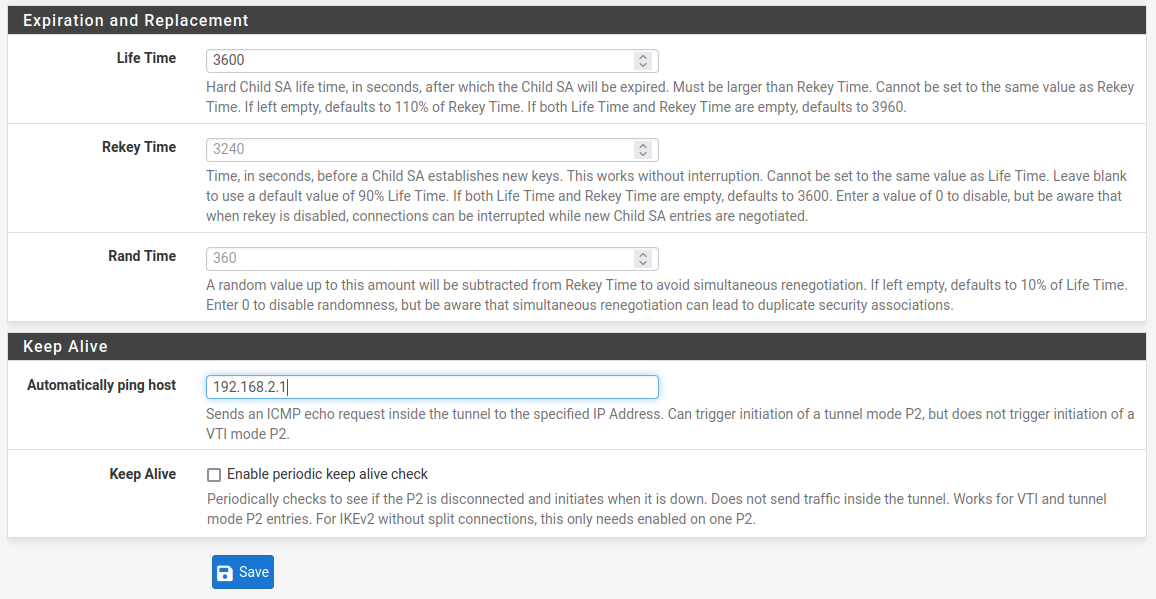 Expiration and Replacement
Life Time
3600
Hard Child SA life time, in seconds, after which the Child SA will be expired. Must be larger than Rekey Time. Cannot be set to the same value as Rekey
Time. If left empty, defaults to 110% of Rekey Time. If both Life Time and Rekey Time are empty, defaults to 3960.
Rekey Time
3240
Time, in seconds, before a Child SA establishes new keys. This works without interruption. Cannot be set to the same value as Life Time. Leave blank
to use a default value of 90% Life Time. If both Life Time and Rekey Time are empty, defaults to 3600. Enter a value of 0 to disable, but be aware that
when rekey is disabled, connections can be interrupted while new Child SA entries are negotiated.
Rand Time
360
A random value up to this amount will be subtracted from Rekey Time to avoid simultaneous renegotiation. If left empty, defaults to 10% of Life Time.
Enter 0 to disable randomness, but be aware that simultaneous renegotiation can lead to duplicate security associations.
Keep Alive
Automatically ping host
192.168.2.1
Sends an ICMP echo request inside the tunnel to the specified IP Address. Can trigger initiation of a tunnel mode P2, but does not trigger initiation of a
VTI mode P2.
Keep Alive
Enable periodic keep alive check
Periodically checks to see if the P2 is disconnected and initiates when it is down. Does not send traffic inside the tunnel. Works for VTI and tunnel
mode P2 entries. For IKEv2 without split connections, this only needs enabled on one P2.
Save